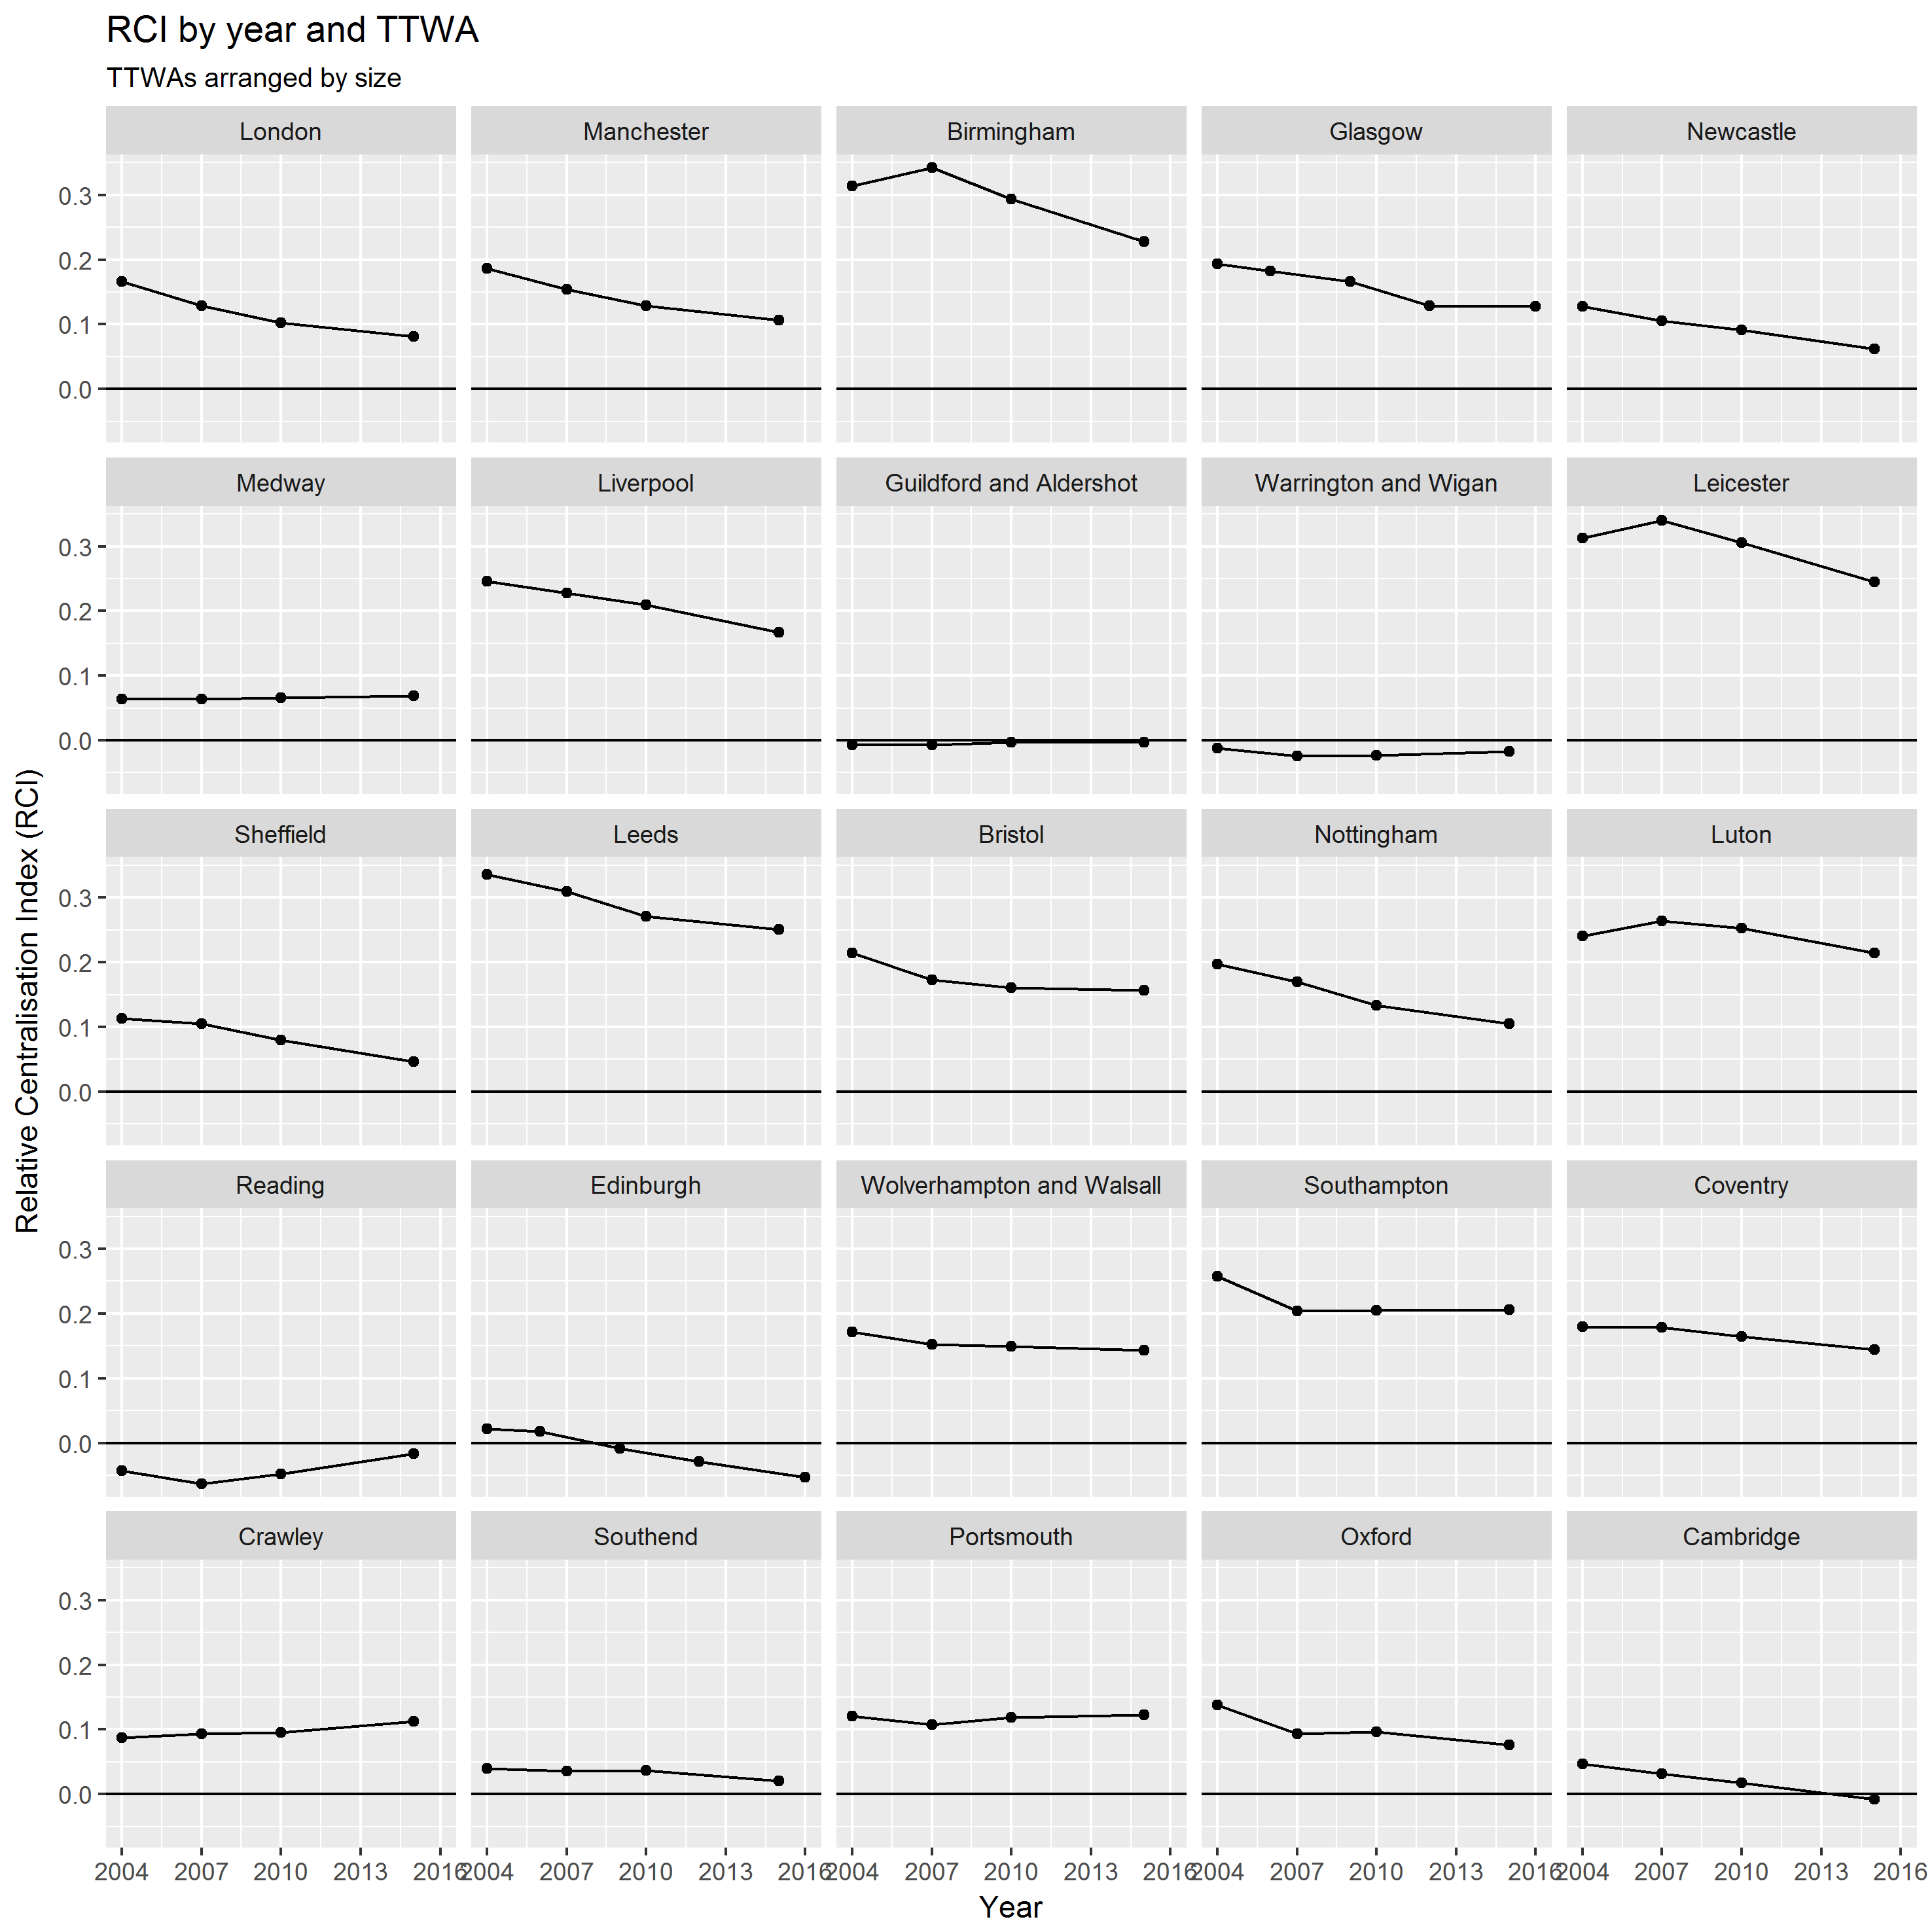 RCI by year and TTWA
TTWAs arranged by size
London Manchester Birmingham Glasgow Newcastle
0.3
0.2
0.1
0.0
Medway Liverpool Guildford and Aldershot Warrington and Wigan Leicester
0.3
0.2
0.1
0.0
Relative Centralisation Index (RCI)
Sheffield Leeds Bristol Nottingham Luton
0.3
0.2
0.1
0.0
Reading Edinburgh Wolverhampton and Walsall Southampton Coventry
0.3
0.2
0.1
0.0
Crawley Southend Portsmouth Oxford Cambridge
0.3
0.2
0.1
0.0
2004 2007 2010 2013 2016 2004 2007 2010 2013 2016 2004 2007 2010 2013 2016 2004 2007 2010 2013 2016 2004 2007 2010 2013 2016
Year